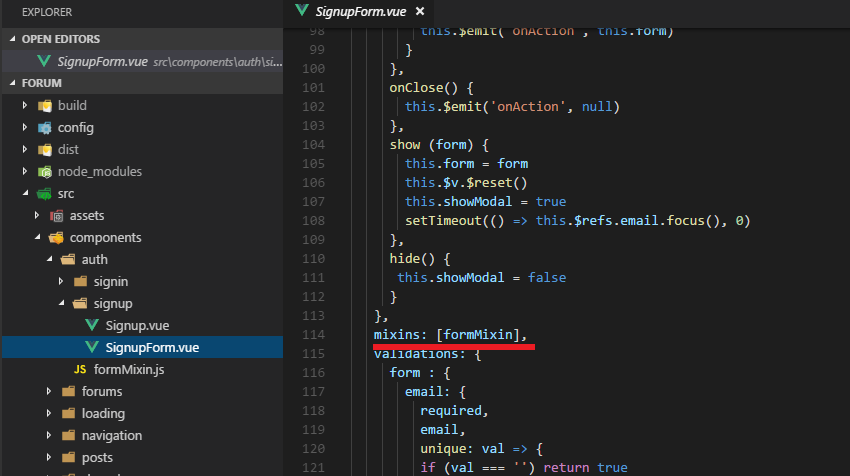 EXPLORER
OPEN EDITORS
SignupForm.vue src\components\auth\si...
FORUM
build
config
dist
node_modules
src
assets
components
auth
signin
signup
Signup.vue
SignupForm.vue
JS formMixin.js
forums
loading
navigation
posts
SignupForm.vue ×
98 this.$emit('onAction', this.form)
99 }
100 },
101 onClose() {
102 this.$emit('onAction', null)
103 },
104 show (form) {
105 this.form = form
106 this.$v.$reset()
107 this.showModal = true
108 setTimeout(() => this.$refs.email.focus(), 0)
109 },
110 hide() {
111 this.showModal = false
112 }
113 },
114 mixins: [formMixin],
115 validations: {
116 form : {
117 email: {
118 required,
119 email,
120 unique: val => {
121 if (val === '') return true